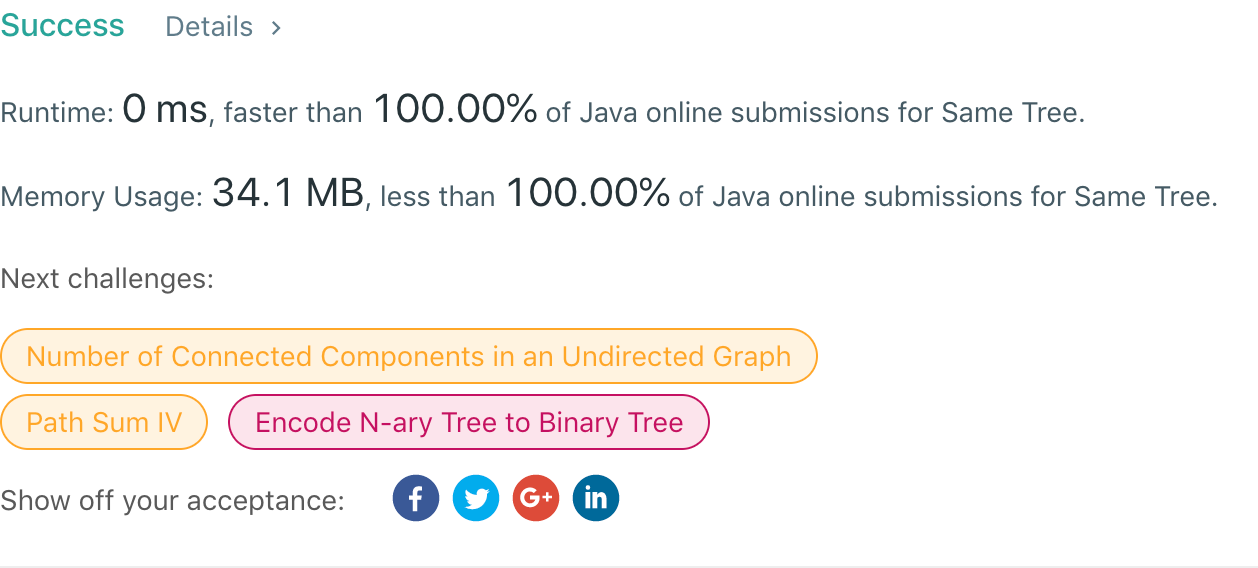 Success Details >
Runtime: 0 ms, faster than 100.00% of Java online submissions for Same Tree.
Memory Usage: 34.1 MB, less than 100.00% of Java online submissions for Same Tree.
Next challenges:
Number of Connected Components in an Undirected Graph
Path Sum IV Encode N-ary Tree to Binary Tree
Show off your acceptance: f G+ in